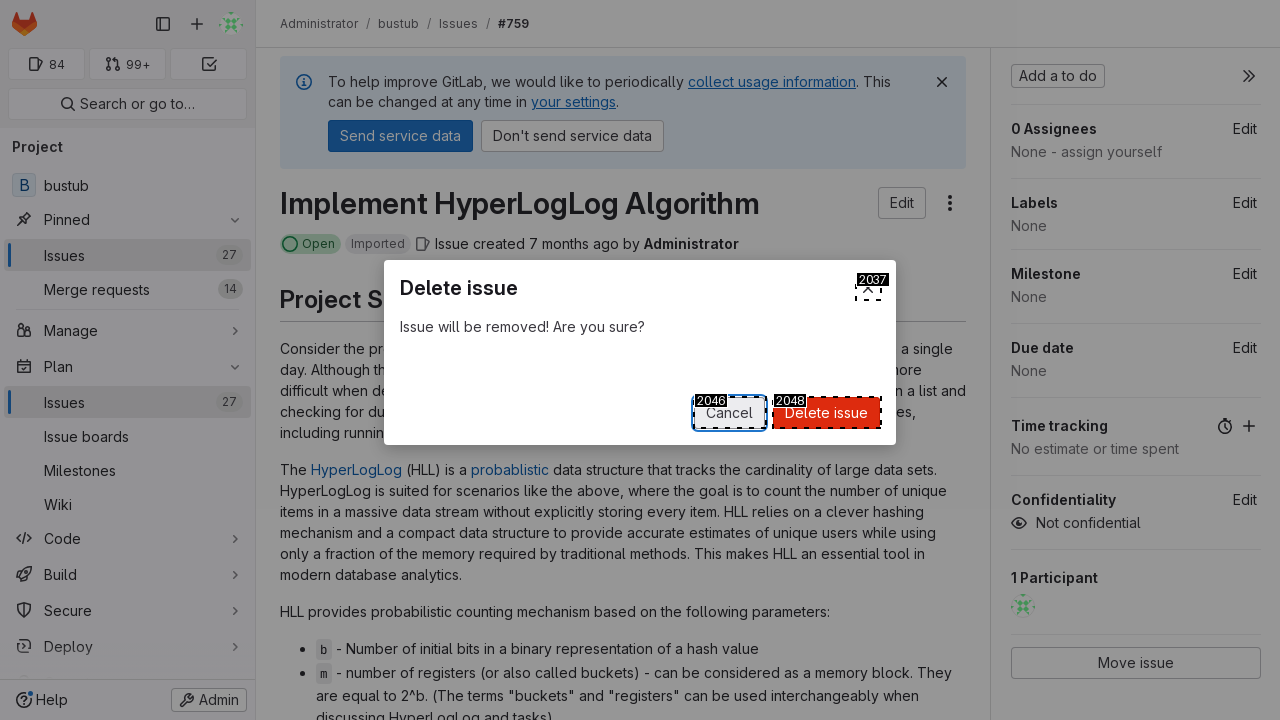 Administrator / bustub / Issues / #759
84
99+
Search or go to…
Project
B bustub
Pinned
Issues 27
Merge requests 14
Manage
Plan
Issues 27
Issue boards
Milestones
Wiki
Code
Build
Secure
Deploy
Help
Admin
To help improve GitLab, we would like to periodically collect usage information. This
can be changed at any time in your settings.
Send service data
Don't send service data
Implement HyperLogLog Algorithm
Edit
Open Imported Issue created 7 months ago by Administrator
Project S
Consider the pr
a single
day. Although th
more
difficult when de
n a list and
checking for du
es,
including runnin
Delete issue
2037
Issue will be removed! Are you sure?
2046
Cancel
2048
Delete issue
The HyperLogLog (HLL) is a probablistic data structure that tracks the cardinality of large data sets.
HyperLogLog is suited for scenarios like the above, where the goal is to count the number of unique
items in a massive data stream without explicitly storing every item. HLL relies on a clever hashing
mechanism and a compact data structure to provide accurate estimates of unique users while using
only a fraction of the memory required by traditional methods. This makes HLL an essential tool in
modern database analytics.
HLL provides probabilistic counting mechanism based on the following parameters:
• b - Number of initial bits in a binary representation of a hash value
• m - number of registers (or also called buckets) - can be considered as a memory block. They
are equal to 2^b. (The terms "buckets" and "registers" can be used interchangeably when
discussing HyperLogLog and tasks)
Add a to do
0 Assignees Edit
None - assign yourself
Labels Edit
None
Milestone Edit
None
Due date Edit
None
Time tracking
No estimate or time spent
Confidentiality Edit
Not confidential
1 Participant
Move issue